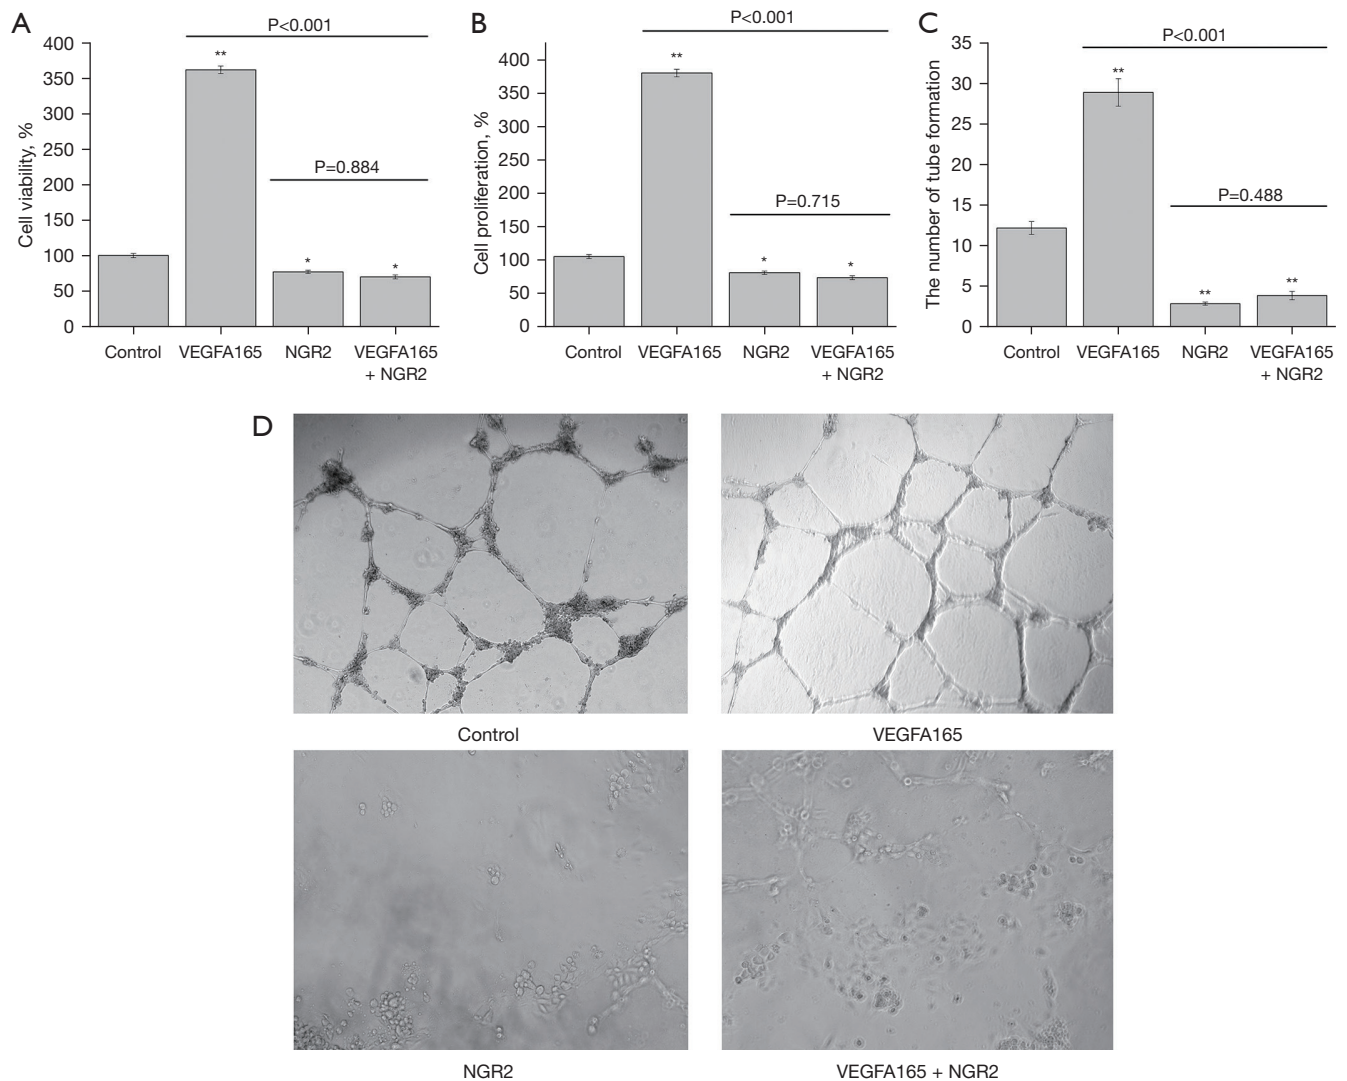 A
P<0.001
400
350
300
250
200
150
100
50
0
Cell viability, %
**
P=0.884
*
*
Control
VEGFA165
NGR2
VEGFA165
+ NGR2
B
P<0.001
400
350
300
250
200
150
100
50
0
Cell proliferation, %
**
P=0.715
*
*
Control
VEGFA165
NGR2
VEGFA165
+ NGR2
C
P<0.001
35
30
25
20
15
10
5
0
The number of tube formation
**
P=0.488
**
**
Control
VEGFA165
NGR2
VEGFA165
+ NGR2
D
Control
VEGFA165
NGR2
VEGFA165 + NGR2